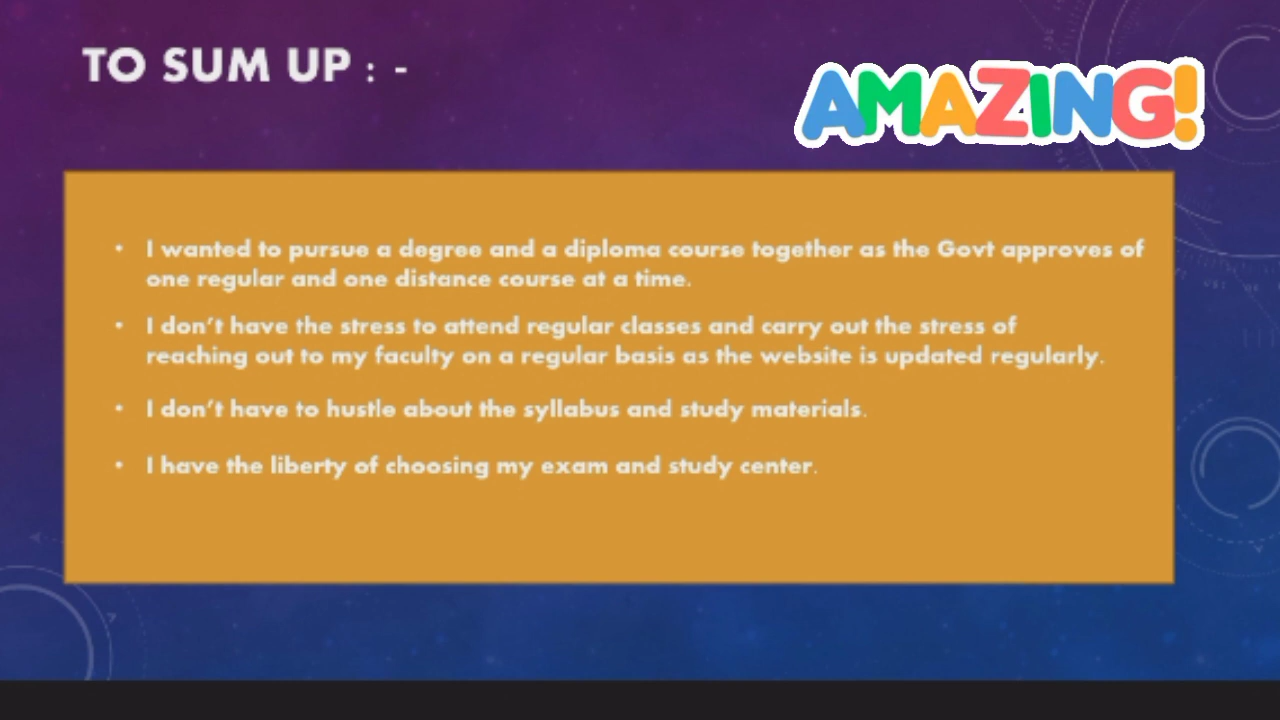 TO SUM UP : -
AMAZING!
• I wanted to pursue a degree and a diploma course together as the Govt approves of
one regular and one distance course at a time.
• I don't have the stress to attend regular classes and carry out the stress of
reaching out to my faculty on a regular basis as the website is updated regularly.
• I don't have to hustle about the syllabus and study materials.
• I have the liberty of choosing my exam and study center.